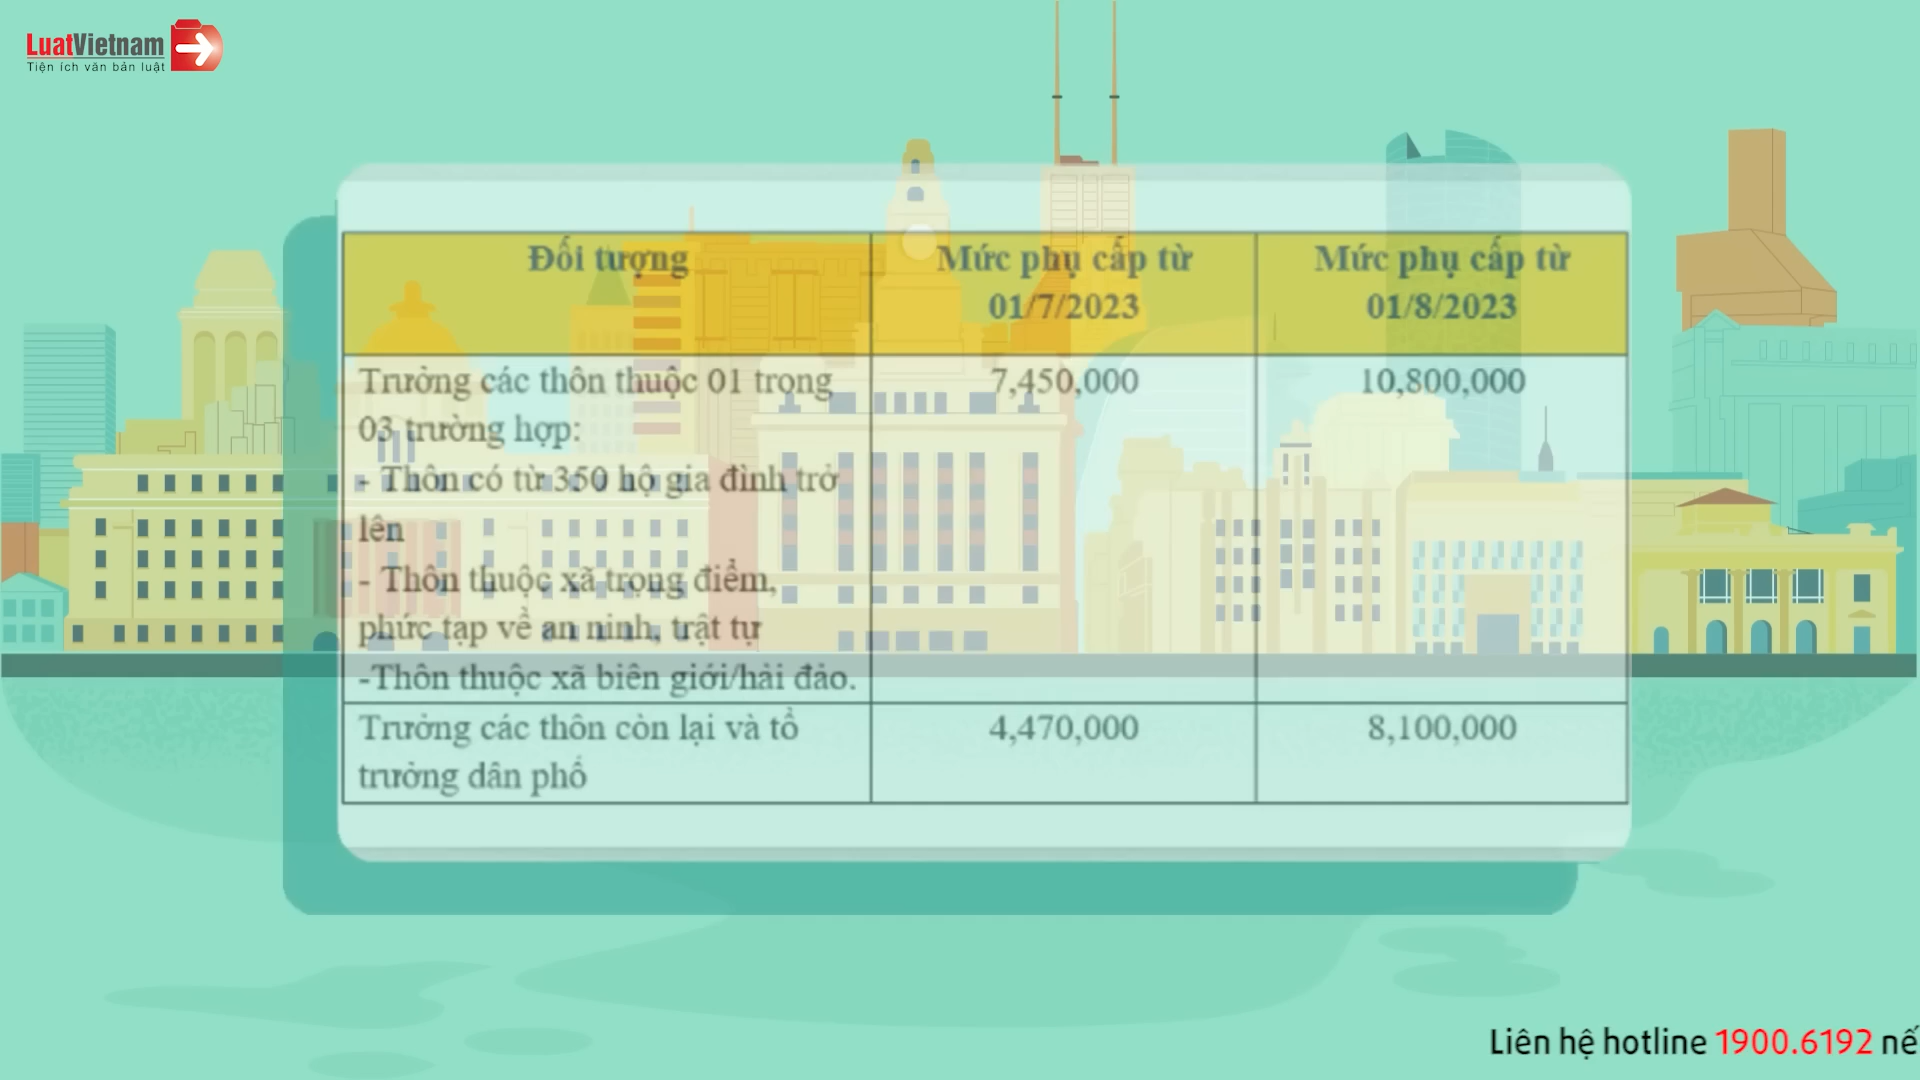 LuatVietnam
Tiện ích văn bản luật
Đối tượng
Mức phụ cấp từ
01/7/2023
Mức phụ cấp từ
01/8/2023
Trưởng các thôn thuộc 01 trong
03 trường hợp:
- Thôn có từ 350 hộ gia đình trở
lên
- Thôn thuộc xã trọng điểm,
phức tạp về an ninh, trật tự
-Thôn thuộc xã biên giới/hải đảo.
7,450,000
10,800,000
Trưởng các thôn còn lại và tổ
trưởng dân phố
4,470,000
8,100,000
Liên hệ hotline 1900.6192 nế